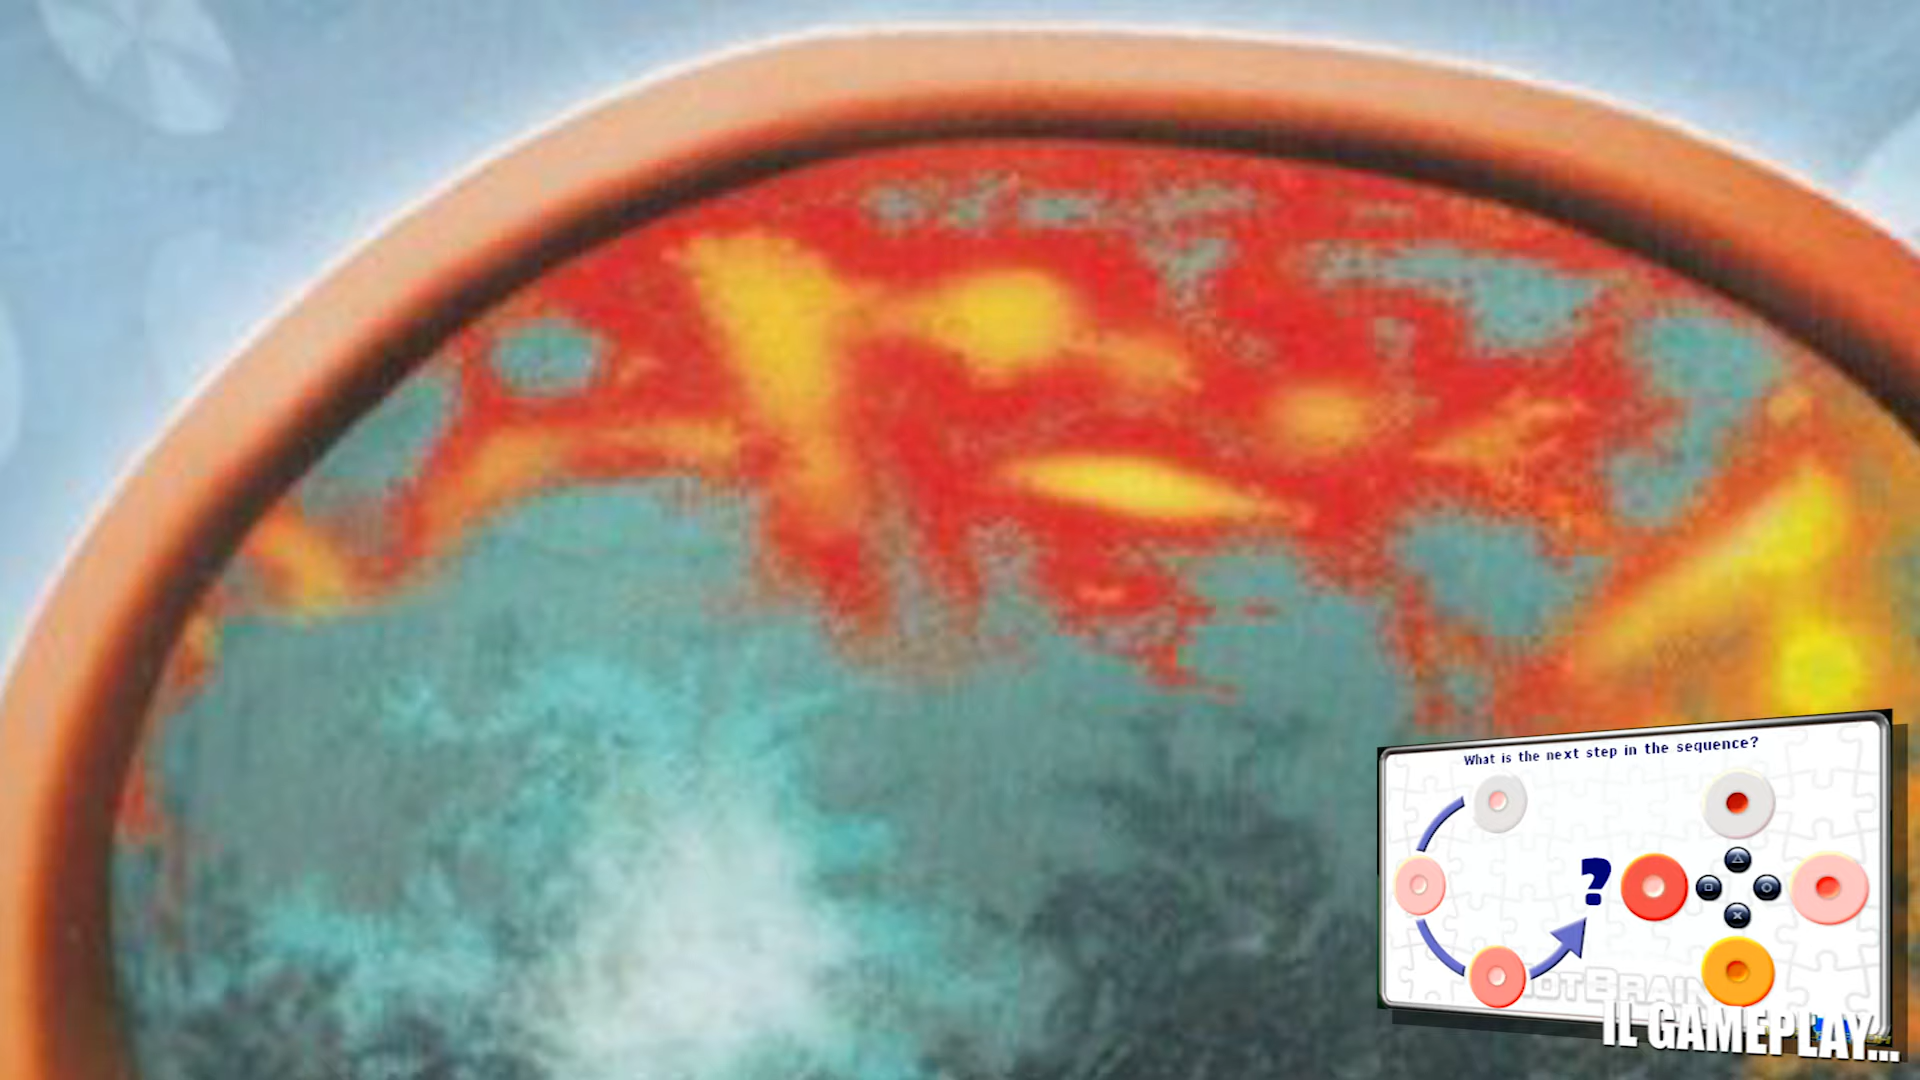 What is the next step in the sequence?
?
IL GAMEPLAY...